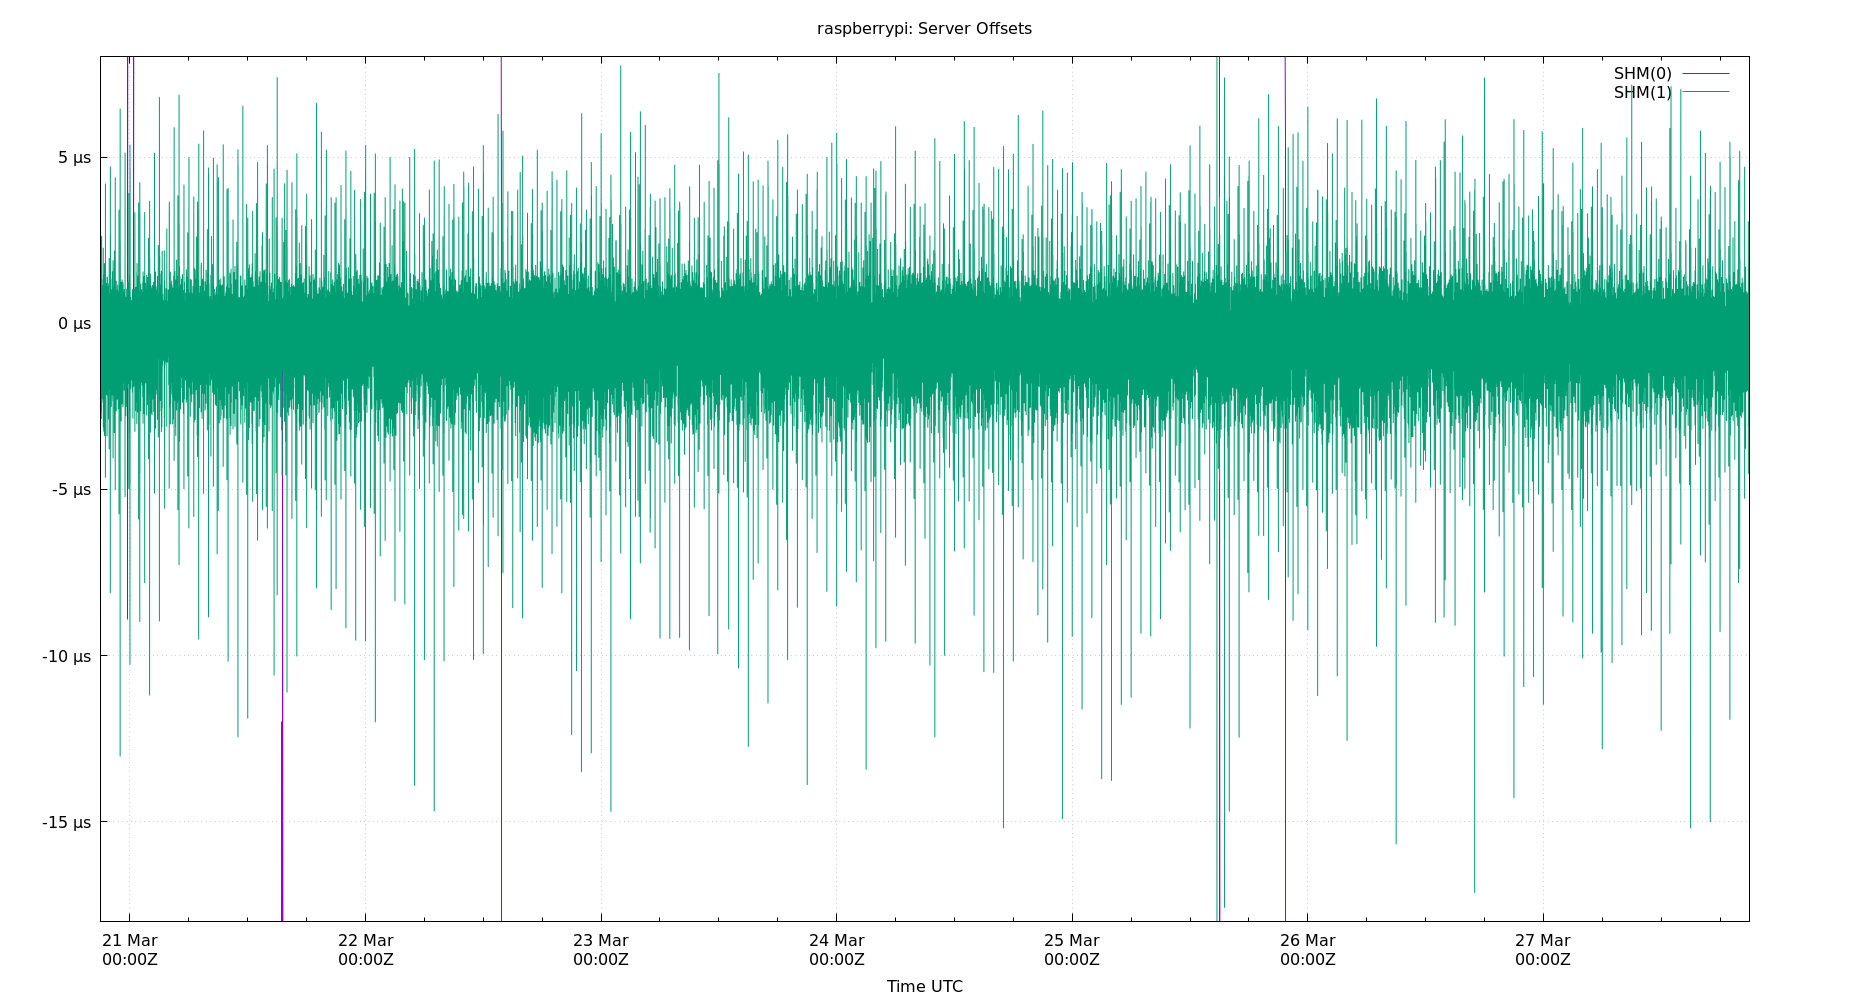 raspberrypi: Server Offsets
SHM(0)
SHM(1)
5 µs
0 µs
-5 µs
-10 µs
-15 µs
21 Mar
00:00Z
22 Mar
00:00Z
23 Mar
00:00Z
24 Mar
00:00Z
25 Mar
00:00Z
26 Mar
00:00Z
27 Mar
00:00Z
Time UTC